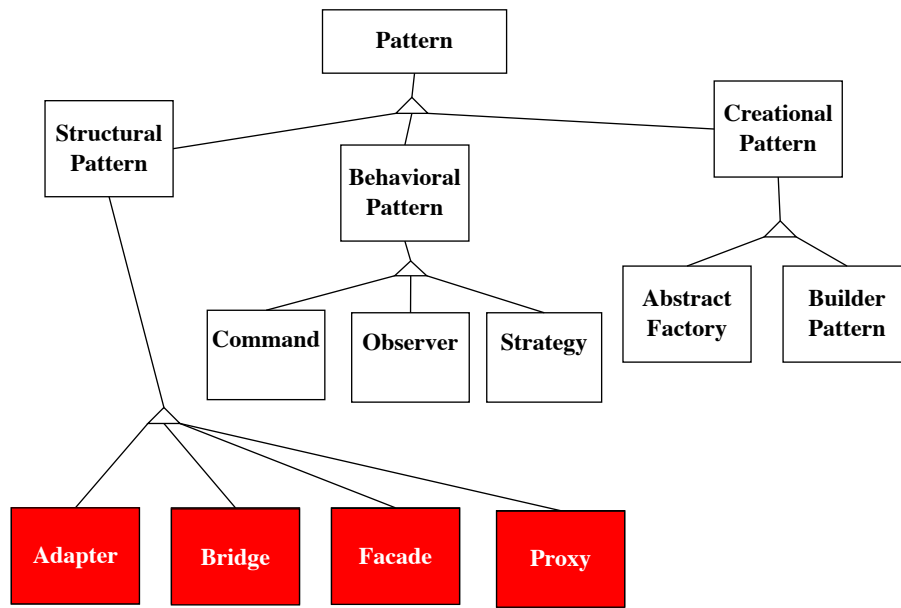 Pattern
Structural
Pattern
Behavioral
Pattern
Creational
Pattern
Command
Observer
Strategy
Abstract
Factory
Builder
Pattern
Adapter
Bridge
Facade
Proxy